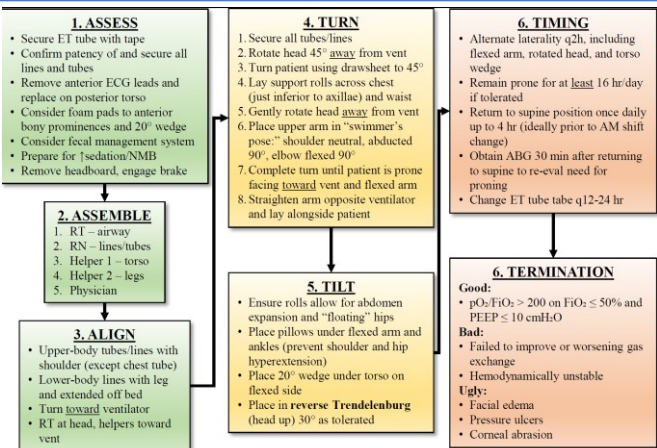 1. ASSESS
• Secure ET tube with tape
• Confirm patency of and secure all
lines and tubes
• Remove anterior ECG leads and
replace on posterior torso
• Consider foam pads to anterior
bony prominences and 20° wedge
• Consider fecal management system
• Prepare for ↑sedation/NMB
• Remove headboard, engage brake
2. ASSEMBLE
1. RT – airway
2. RN – lines/tubes
3. Helper 1 – torso
4. Helper 2 – legs
5. Physician
3. ALIGN
• Upper-body tubes/lines with
shoulder (except chest tube)
• Lower-body lines with leg
and extended off bed
• Turn toward ventilator
• RT at head, helpers toward
vent
4. TURN
1. Secure all tubes/lines
2. Rotate head 45° away from vent
3. Turn patient using drawsheet to 45°
4. Lay support rolls across chest
(just inferior to axillae) and waist
5. Gently rotate head away from vent
6. Place upper arm in “swimmer’s
pose:” shoulder neutral, abducted
90°, elbow flexed 90°
7. Complete turn until patient is prone
facing toward vent and flexed arm
8. Straighten arm opposite ventilator
and lay alongside patient
5. TILT
• Ensure rolls allow for abdomen
expansion and “floating” hips
• Place pillows under flexed arm and
ankles (prevent shoulder and hip
hyperextension)
• Place 20° wedge under torso on
flexed side
• Place in reverse Trendelenburg
(head up) 30° as tolerated
6. TIMING
• Alternate laterality q2h, including
flexed arm, rotated head, and torso
wedge
• Remain prone for at least 16 hr/day
if tolerated
• Return to supine position once daily
up to 4 hr (ideally prior to AM shift
change)
• Obtain ABG 30 min after returning
to supine to re-eval need for
proning
• Change ET tube tabe q12-24 hr
6. TERMINATION
Good:
• pO₂/FiO₂ > 200 on FiO₂ ≤ 50% and
PEEP ≤ 10 cmH₂O
Bad:
• Failed to improve or worsening gas
exchange
• Hemodynamically unstable
Ugly:
• Facial edema
• Pressure ulcers
• Corneal abrasion